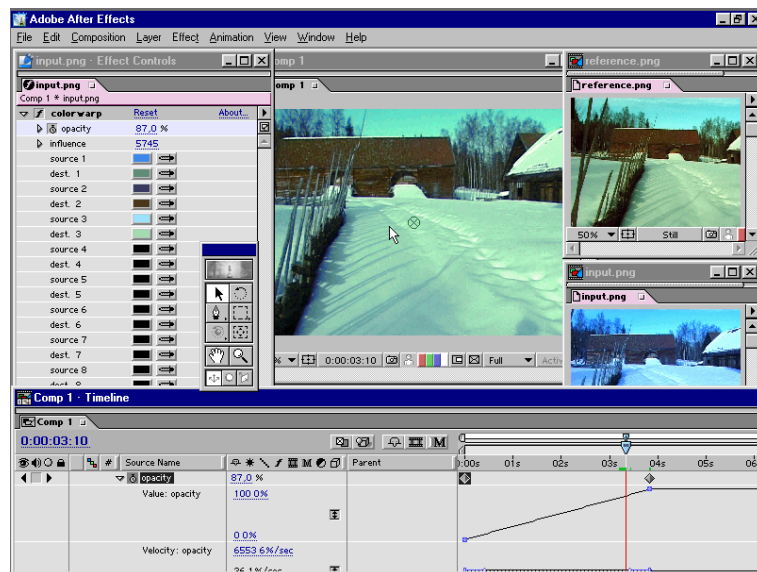 Adobe After Effects
File Edit Composition Layer Effect Animation View Window Help
input.png · Effect Controls
input.png
Comp 1 * input.png
colorwarp Reset About...
opacity 87,0 %
influence 5745
source 1
dest. 1
source 2
dest. 2
source 3
dest. 3
source 4
dest. 4
source 5
dest. 5
source 6
dest. 6
source 7
dest. 7
source 8
omp 1
omp 1
% 0:00:03:10 Full Activ
reference.png
reference.png
50% Still
input.png
input.png
Comp 1 · Timeline
Comp 1
0:00:03:10
# Source Name Parent
):00s 01s 02s 03s 04s 05s 06
opacity 87,0 %
Value: opacity 100 0%
0 0%
Velocity: opacity 6553 6%/sec